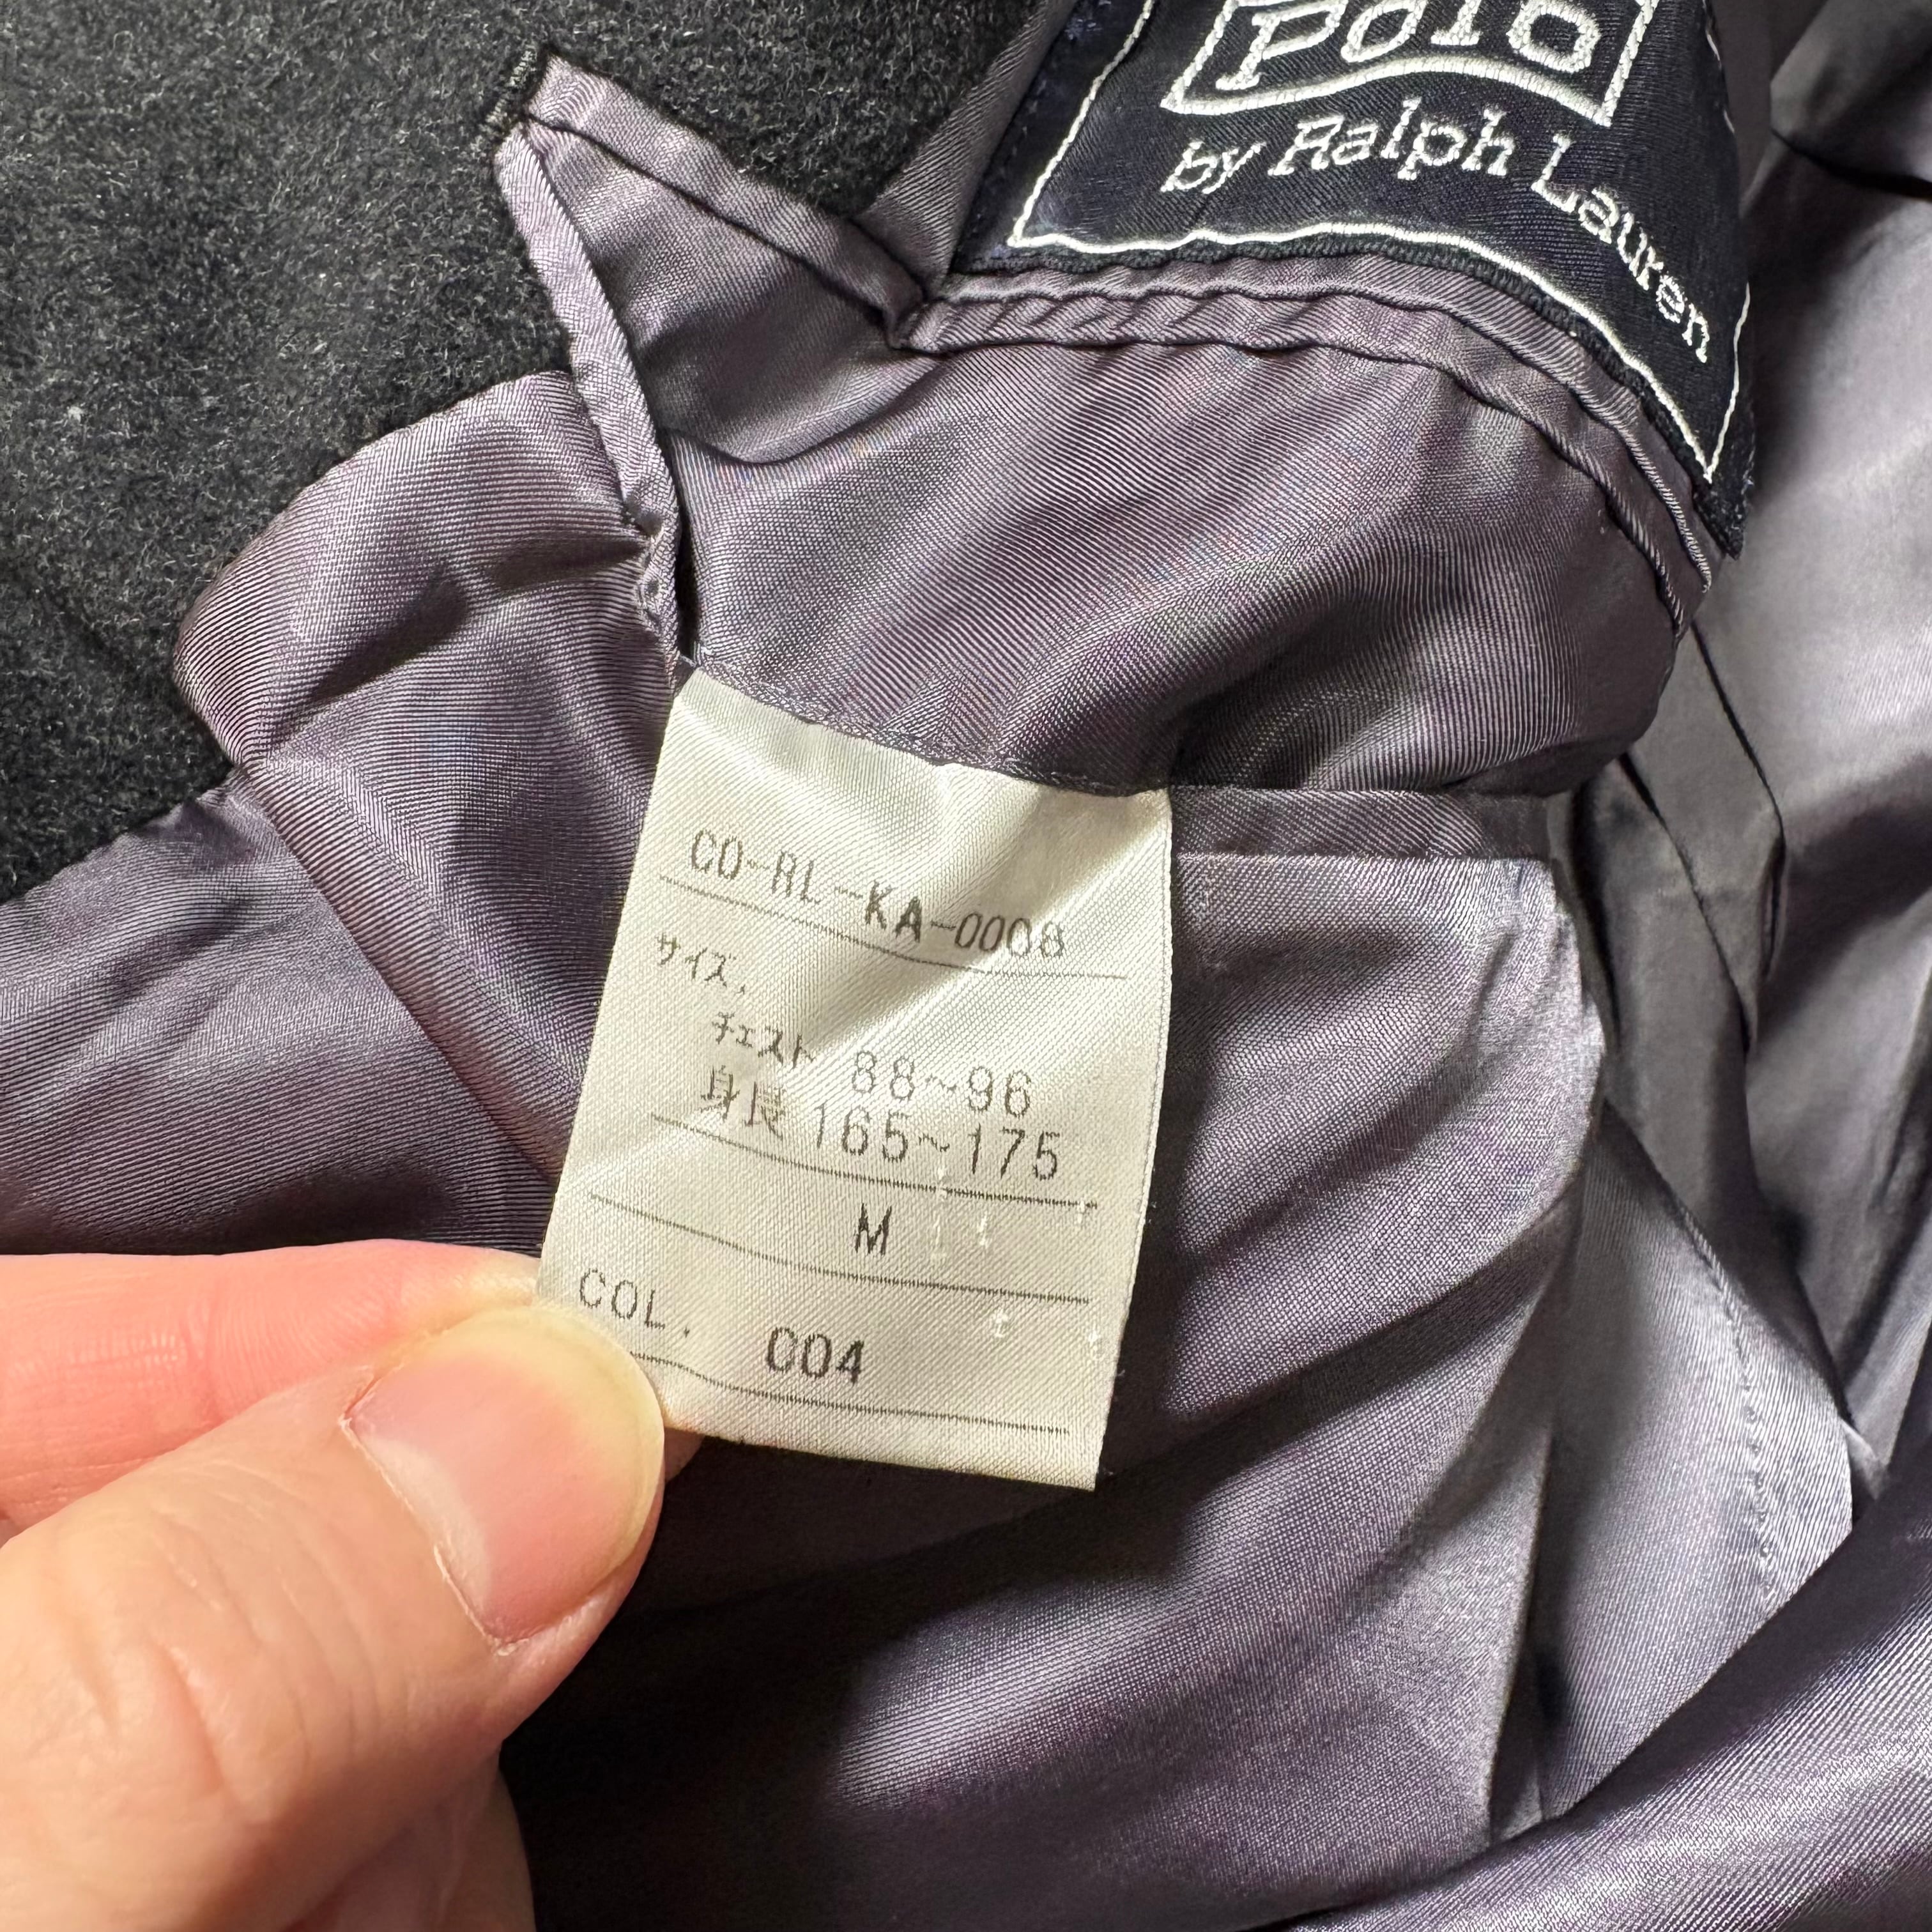 Polo
by Ralph Lauren
CO-RL-KA-0008
サイズ.
チェスト 88~96
身長 165~175
M
COL. C04